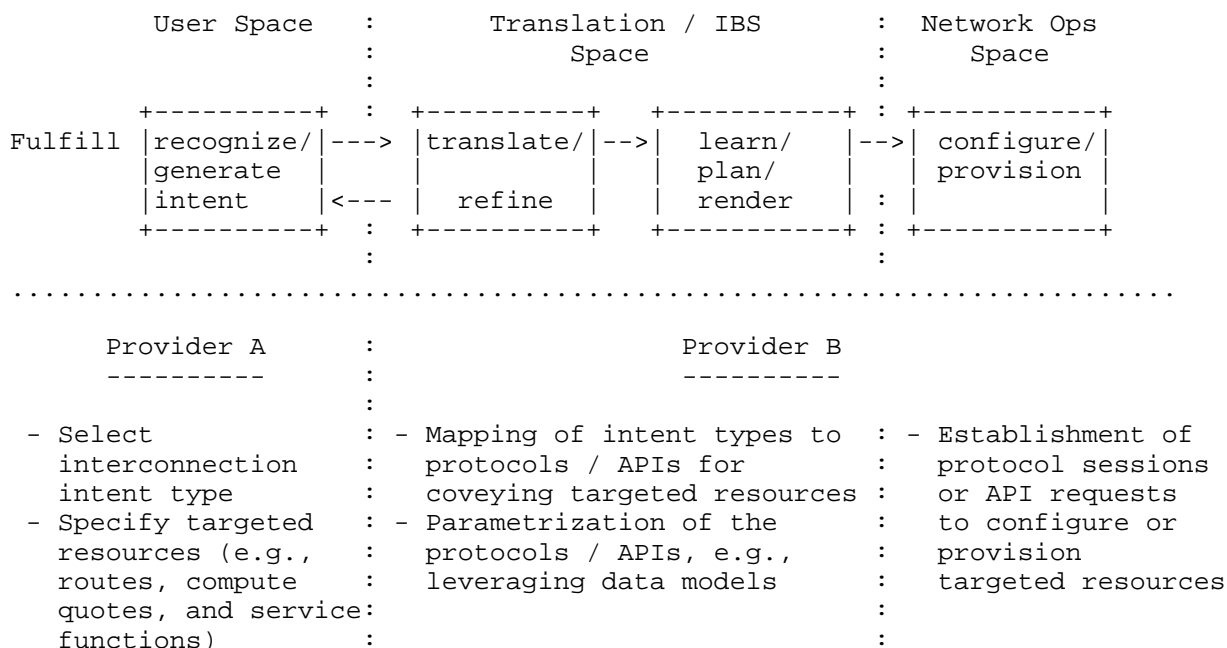 User Space   :       Translation / IBS       :  Network Ops
                       :            Space              :     Space
                       :                               :
         +----------+  :  +----------+   +-----------+ : +-----------+
Fulfill |recognize/|---> |translate/|-->|  learn/   |-->| configure/|
         |generate  |     |          |   |  plan/    |   | provision |
         |intent    |<--- |  refine  |   |  render   | : |           |
         +----------+  :  +----------+   +-----------+ : +-----------+
                       :                               :
.........................................................................
      Provider A       :                   Provider B
      ----------       :                   ----------
                       :
 - Select              : - Mapping of intent types to  : - Establishment of
   interconnection     :   protocols / APIs for        :   protocol sessions
   intent type         :   coveying targeted resources :   or API requests
 - Specify targeted    : - Parametrization of the      :   to configure or
   resources (e.g.,    :   protocols / APIs, e.g.,     :   provision
   routes, compute     :   leveraging data models      :   targeted resources
   quotes, and service:                                :
   functions)          :                               :